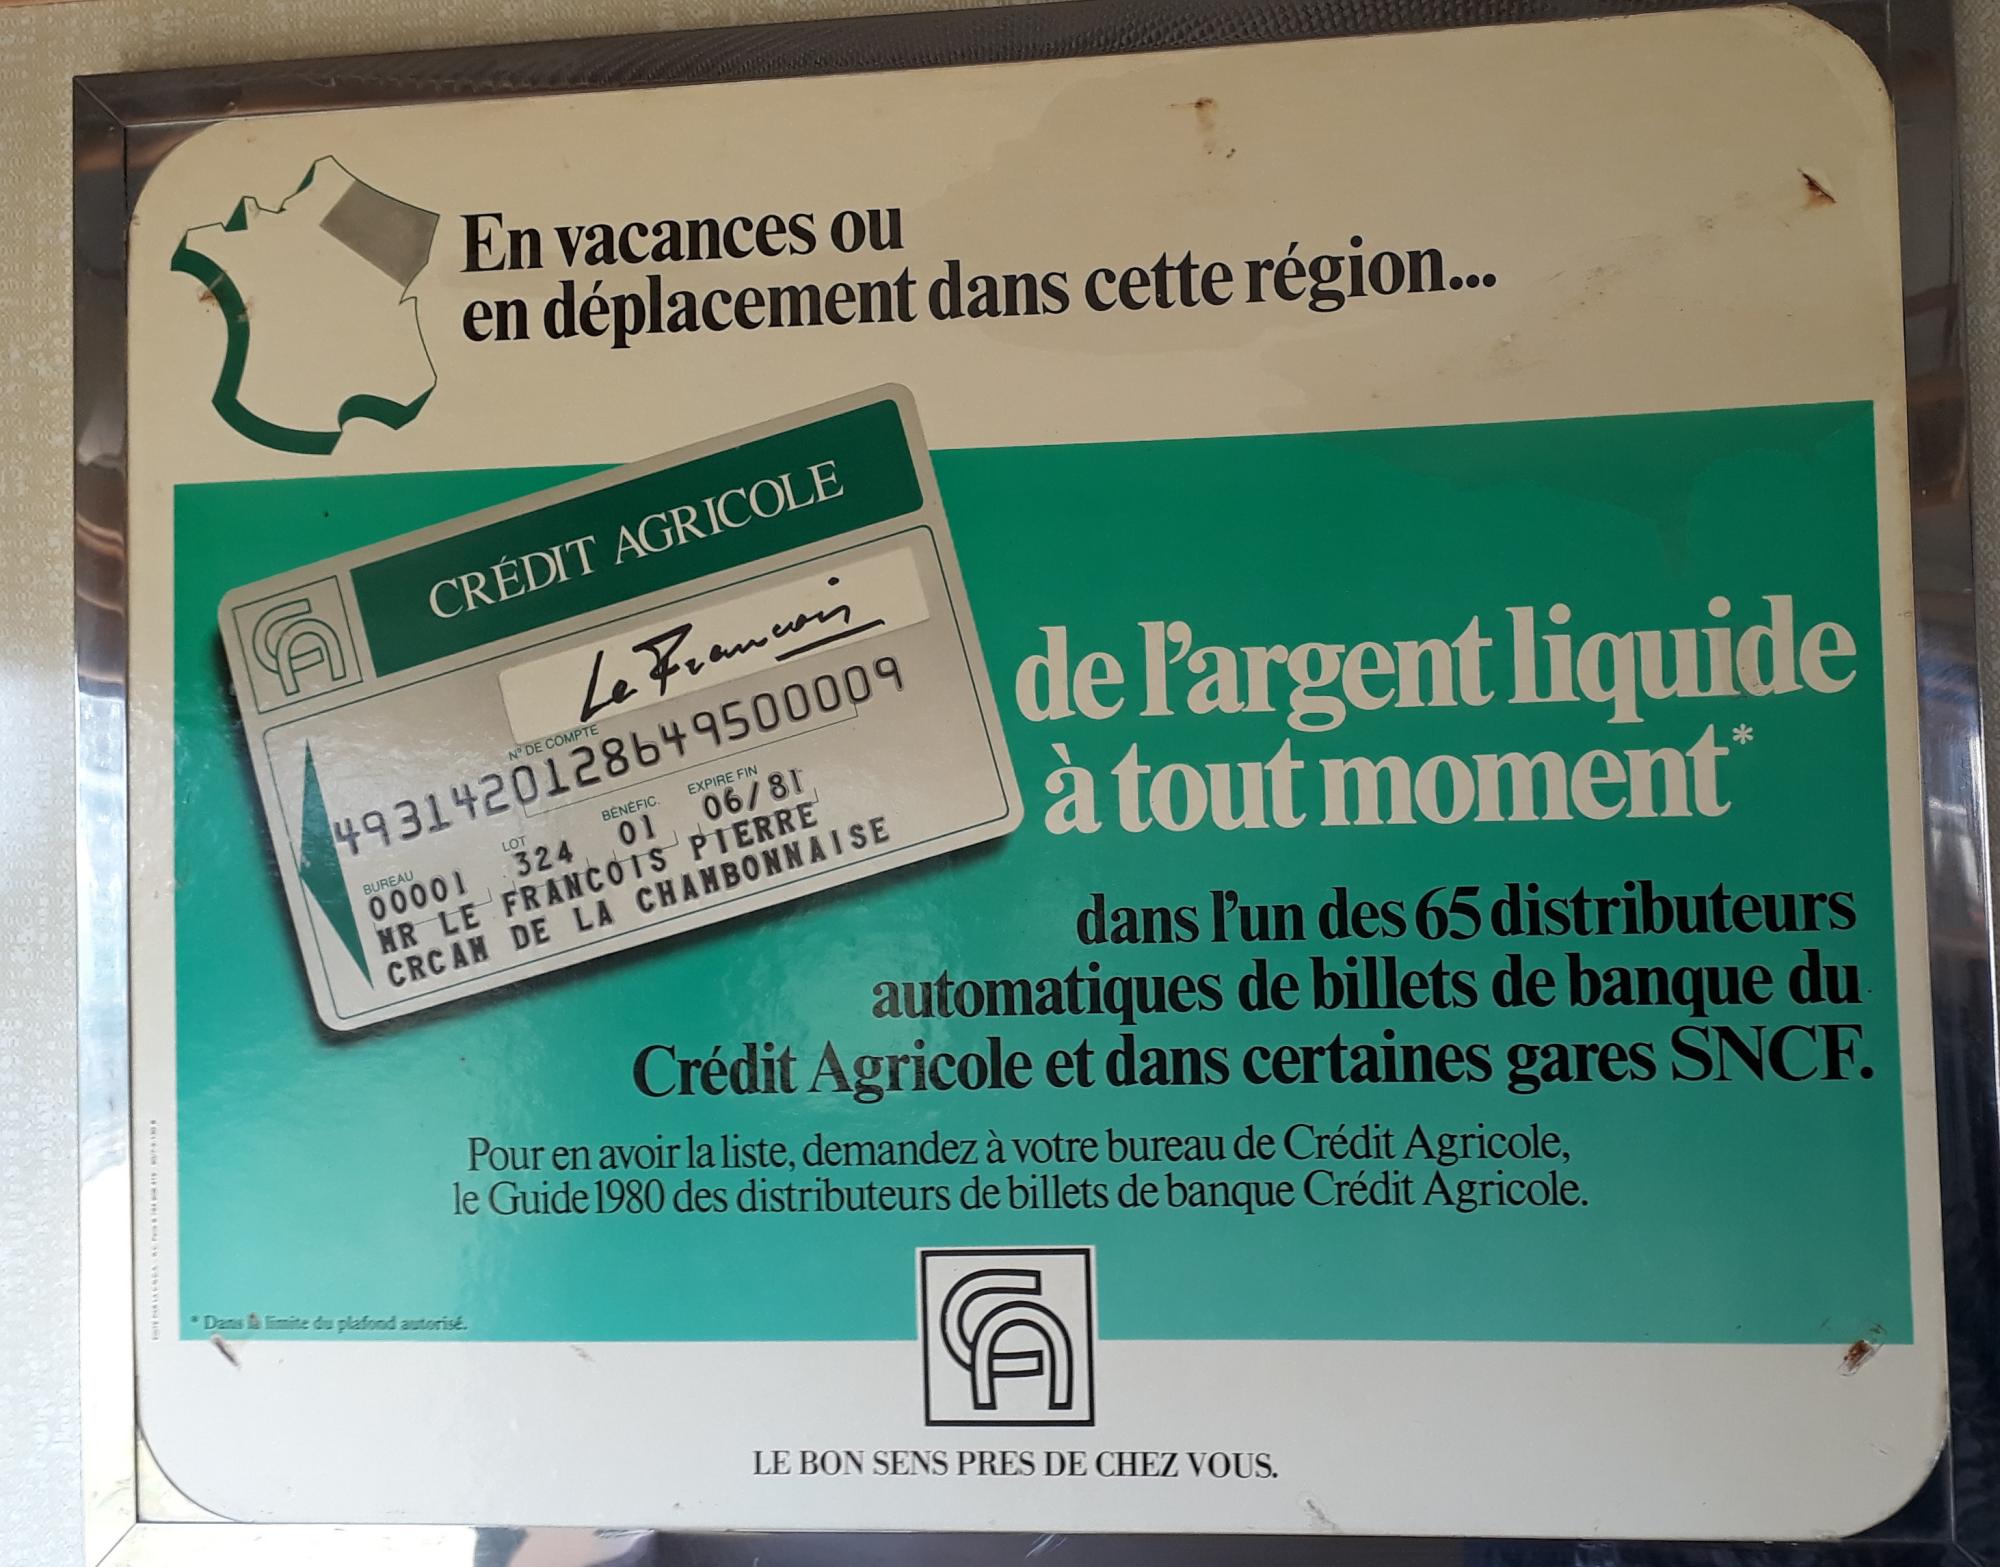 En vacances ou
en déplacement dans cette région...
CRÉDIT AGRICOLE
CA
Le Francois
N° DE COMPTE
4931420128649500009
BUREAU LOT BÉNÉFIC. EXPIRE FIN
00001 324 01 06/81
MR LE FRANCOIS PIERRE
CRCAM DE LA CHAMBONNAISE
de l'argent liquide
à tout moment*
dans l'un des 65 distributeurs
automatiques de billets de banque du
Crédit Agricole et dans certaines gares SNCF.
Pour en avoir la liste, demandez à votre bureau de Crédit Agricole,
le Guide 1980 des distributeurs de billets de banque Crédit Agricole.
* Dans la limite du plafond autorisé.
CA
LE BON SENS PRES DE CHEZ VOUS.